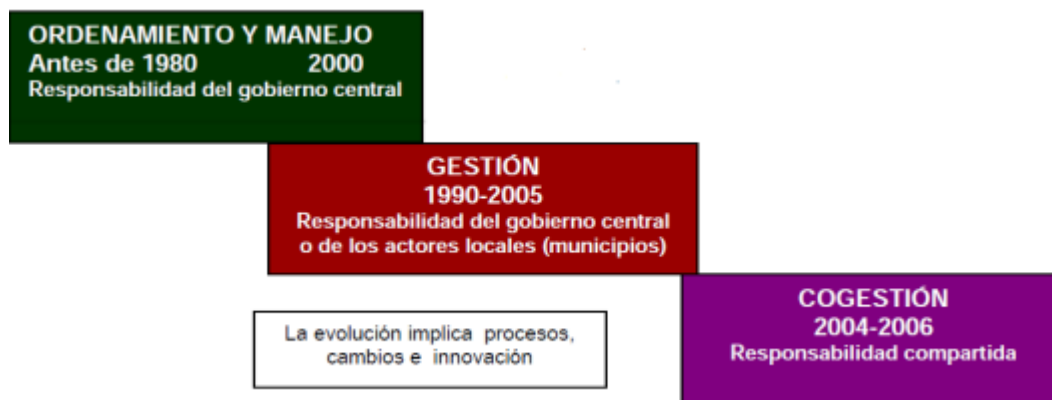 ORDENAMIENTO Y MANEJO
Antes de 1980 2000
Responsabilidad del gobierno central
GESTIÓN
1990-2005
Responsabilidad del gobierno central
o de los actores locales (municipios)
La evolución implica procesos,
cambios e innovación
COGESTIÓN
2004-2006
Responsabilidad compartida